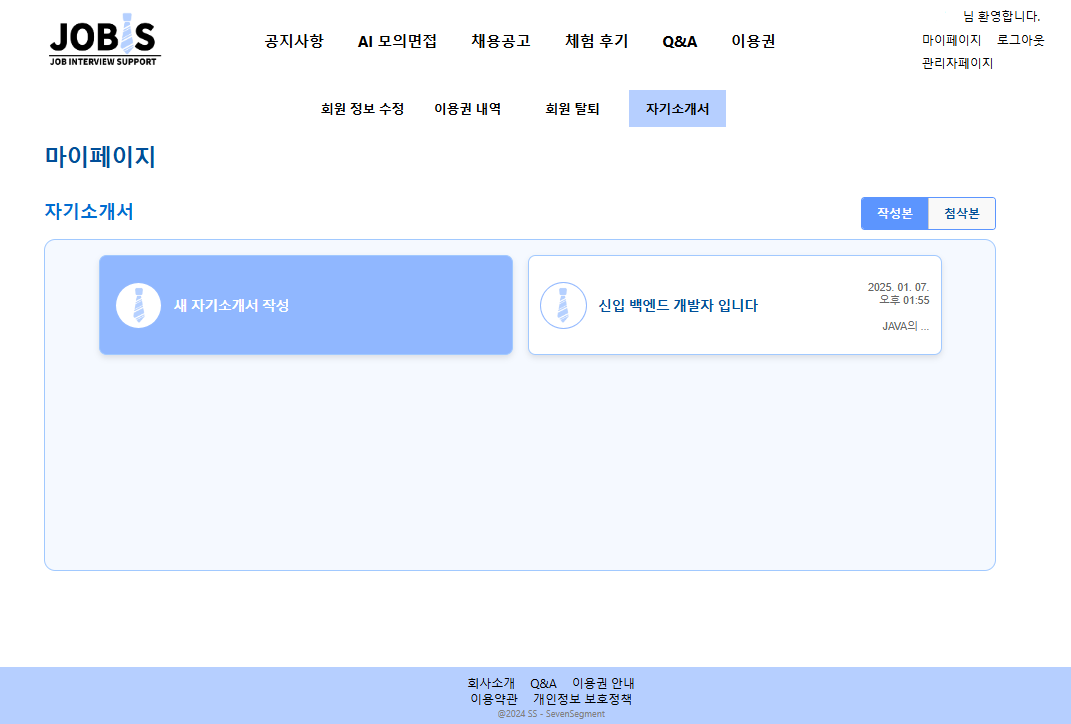 JOBIS
JOB INTERVIEW SUPPORT
공지사항 AI 모의면접 채용공고 체험 후기 Q&A 이용권
님 환영합니다.
마이페이지 로그아웃
관리자페이지
회원 정보 수정 이용권 내역 회원 탈퇴 자기소개서
마이페이지
자기소개서
작성본 첨삭본
새 자기소개서 작성
신입 백엔드 개발자 입니다
2025. 01. 07.
오후 01:55
JAVA의 ...
회사소개 Q&A 이용권 안내
이용약관 개인정보 보호정책
@2024 SS - SevenSegment